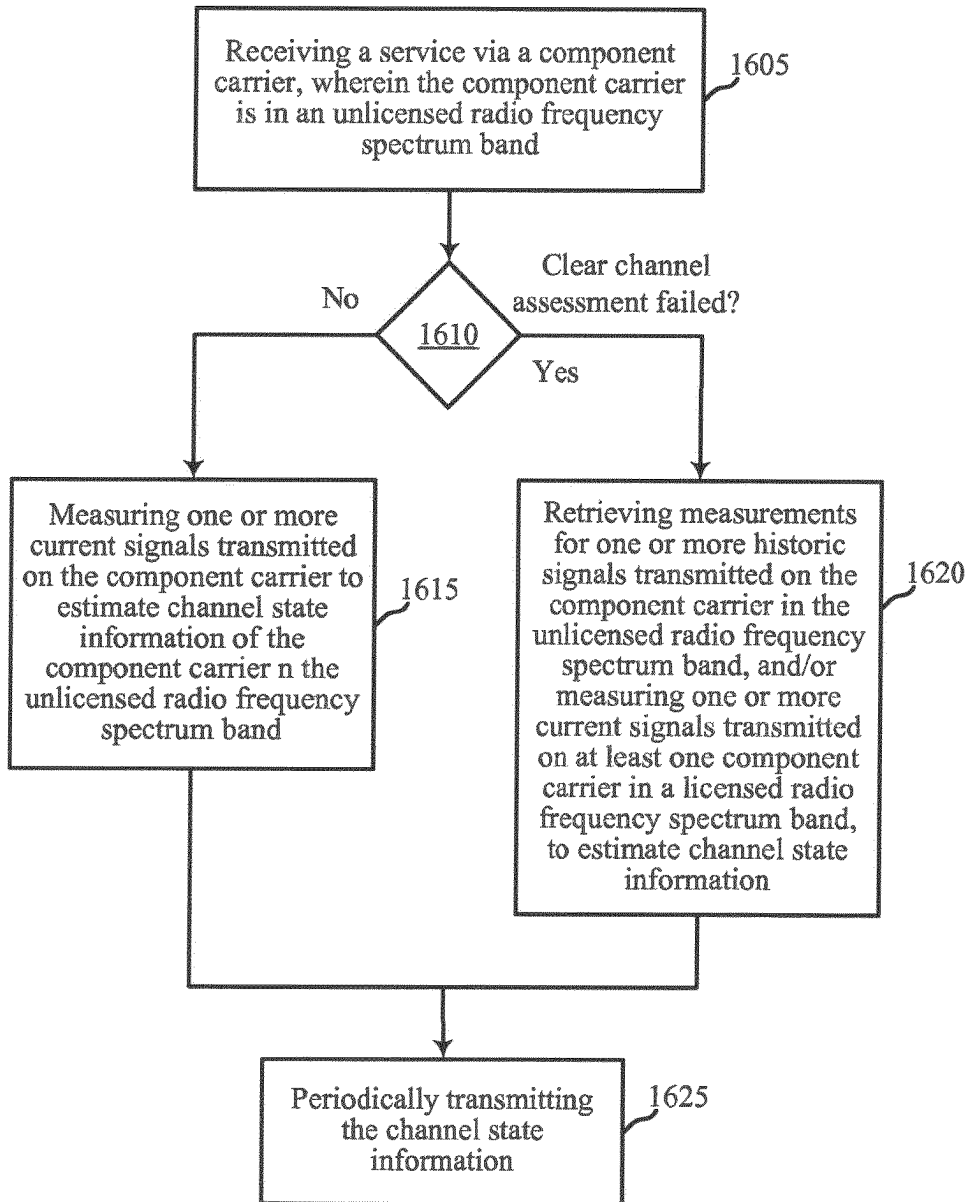 Receiving a service via a component
carrier, wherein the component carrier
is in an unlicensed radio frequency
spectrum band
1605
Clear channel
assessment failed?
No
1610
Yes
Measuring one or more
current signals transmitted
on the component carrier to
estimate channel state
information of the
component carrier n the
unlicensed radio frequency
spectrum band
1615
Retrieving measurements
for one or more historic
signals transmitted on the
component carrier in the
unlicensed radio frequency
spectrum band, and/or
measuring one or more
current signals transmitted
on at least one component
carrier in a licensed radio
frequency spectrum band,
to estimate channel state
information
1620
Periodically transmitting
the channel state
information
1625